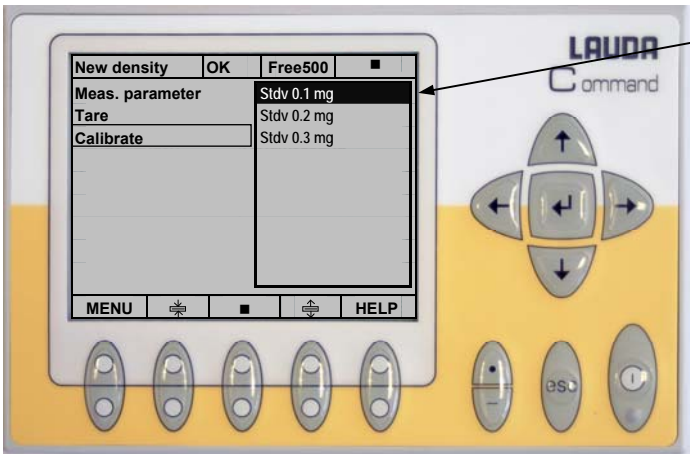 LAUDA
Command
New density OK Free500 ■
Meas. parameter Stdv 0.1 mg
Tare Stdv 0.2 mg
Calibrate Stdv 0.3 mg
MENU ■ HELP
esc